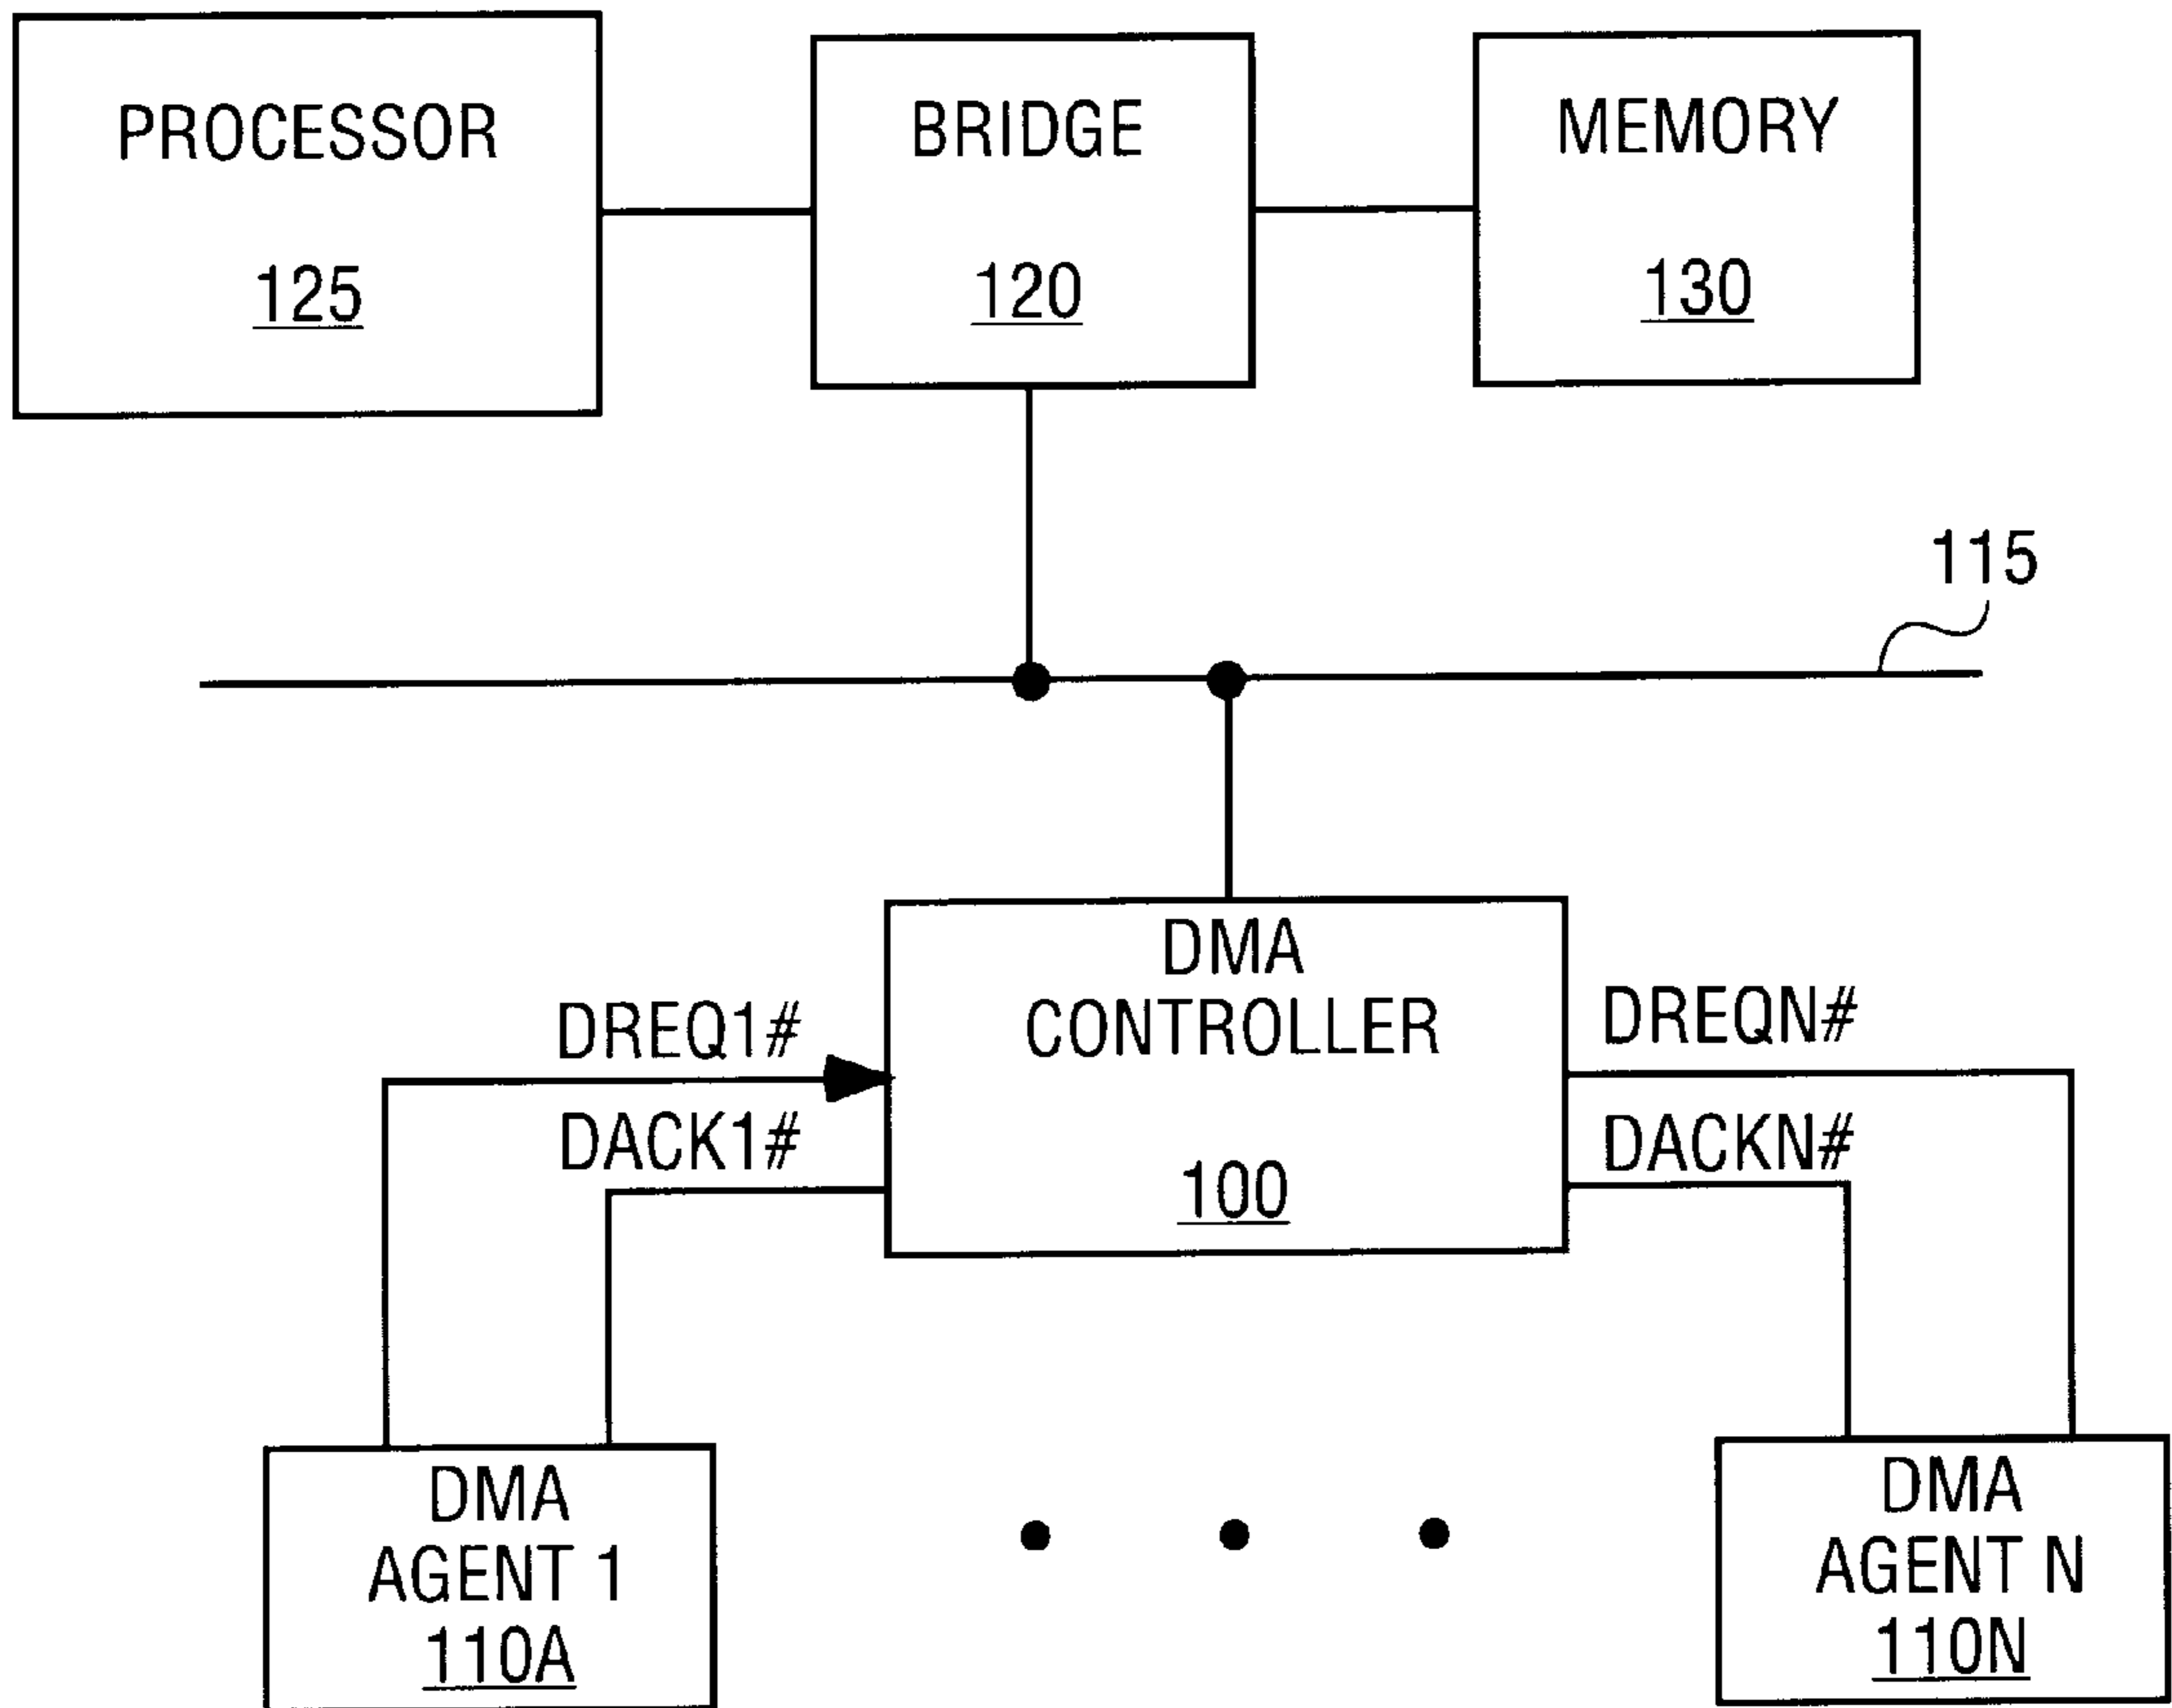 PROCESSOR
125
BRIDGE
120
MEMORY
130
115
DMA
CONTROLLER
100
DREQ1#
DACK1#
DREQN#
DACKN#
DMA
AGENT 1
110A
DMA
AGENT N
110N